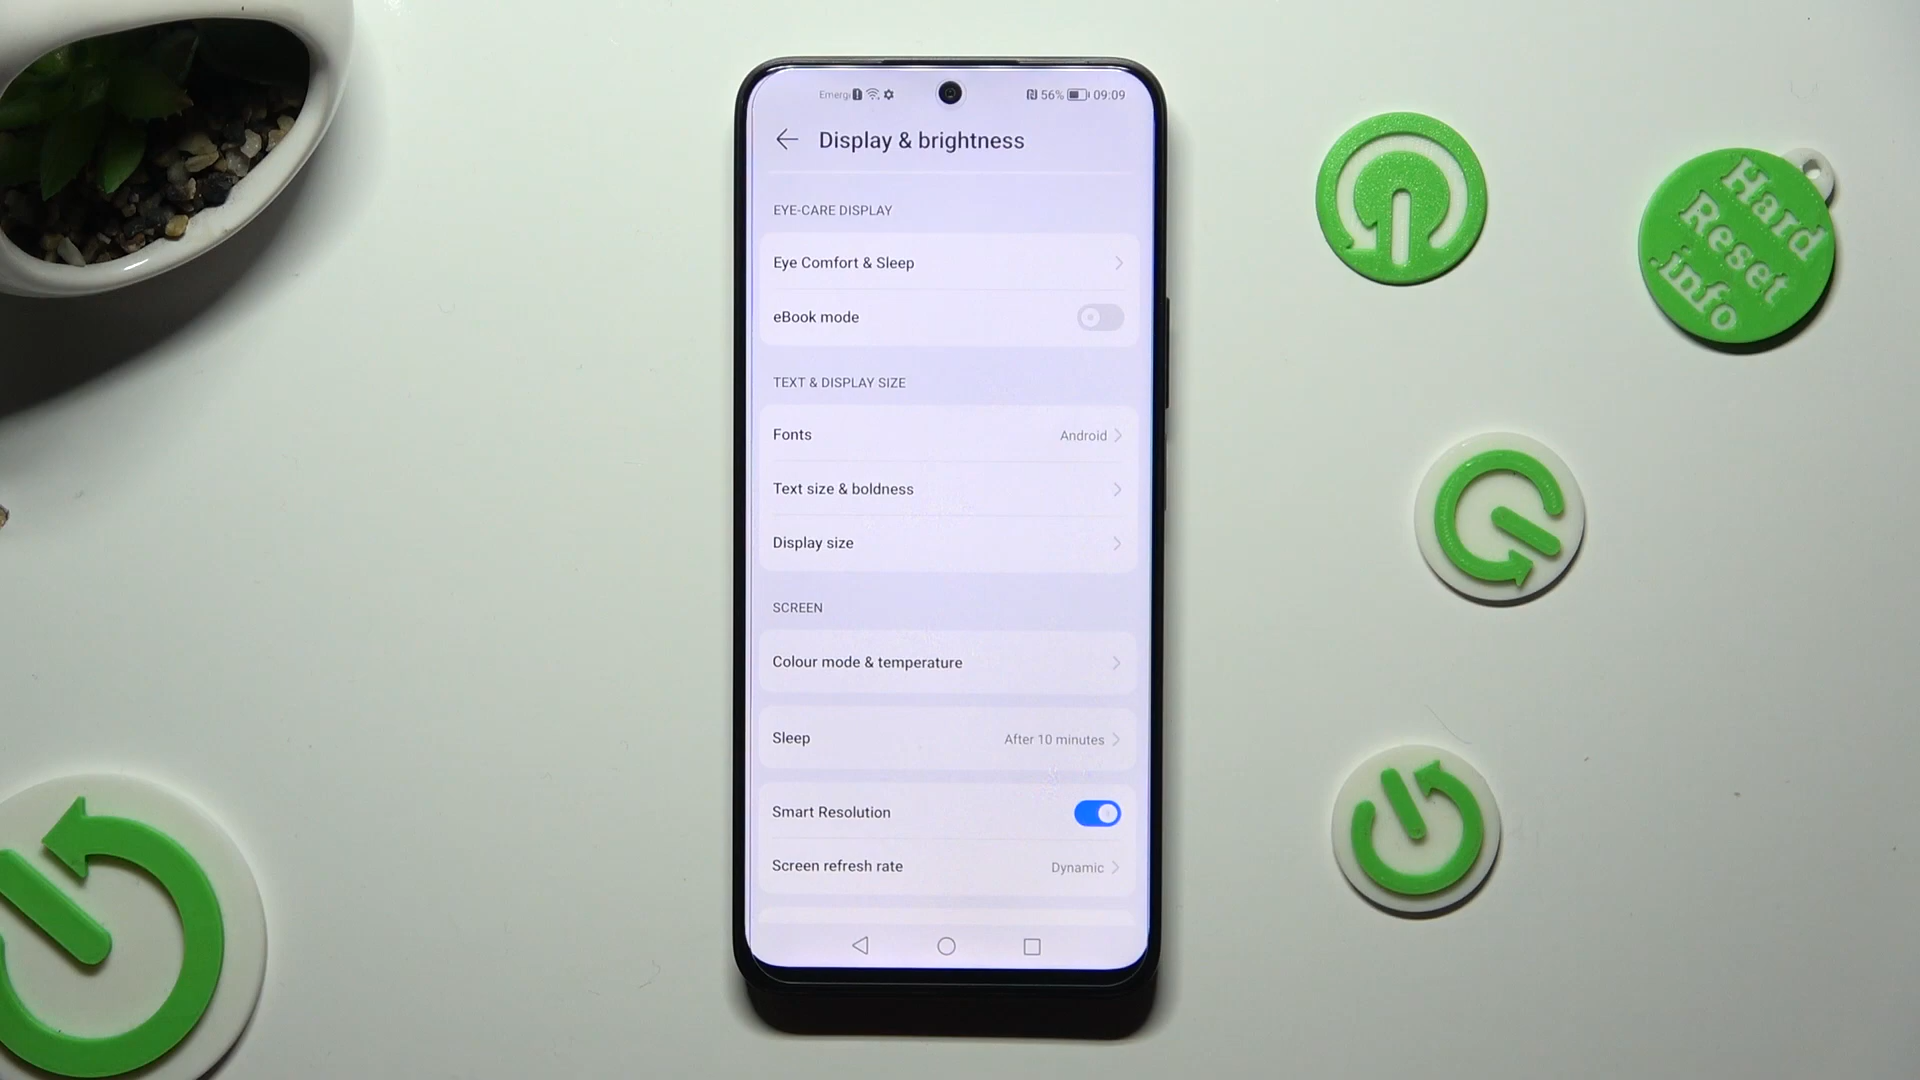 Emerg 56% 09:09
Display & brightness
EYE-CARE DISPLAY
Eye Comfort & Sleep
eBook mode
TEXT & DISPLAY SIZE
Fonts Android
Text size & boldness
Display size
SCREEN
Colour mode & temperature
Sleep After 10 minutes
Smart Resolution
Screen refresh rate Dynamic
Hard
Reset
.info